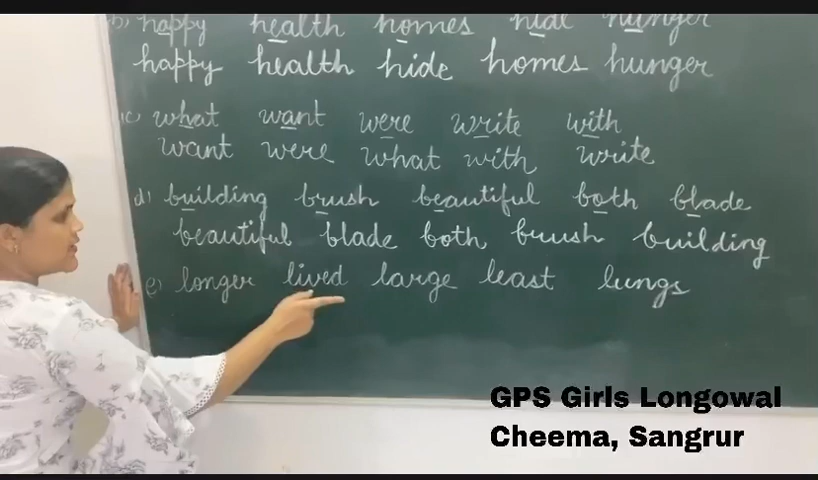 b) happy health homes hide hunger
happy health hide homes hunger
c) what want were write with
want were what with write
d) building brush beautiful both blade
beautiful blade both brush building
e) longer lived large least lungs
GPS Girls Longowal
Cheema, Sangrur